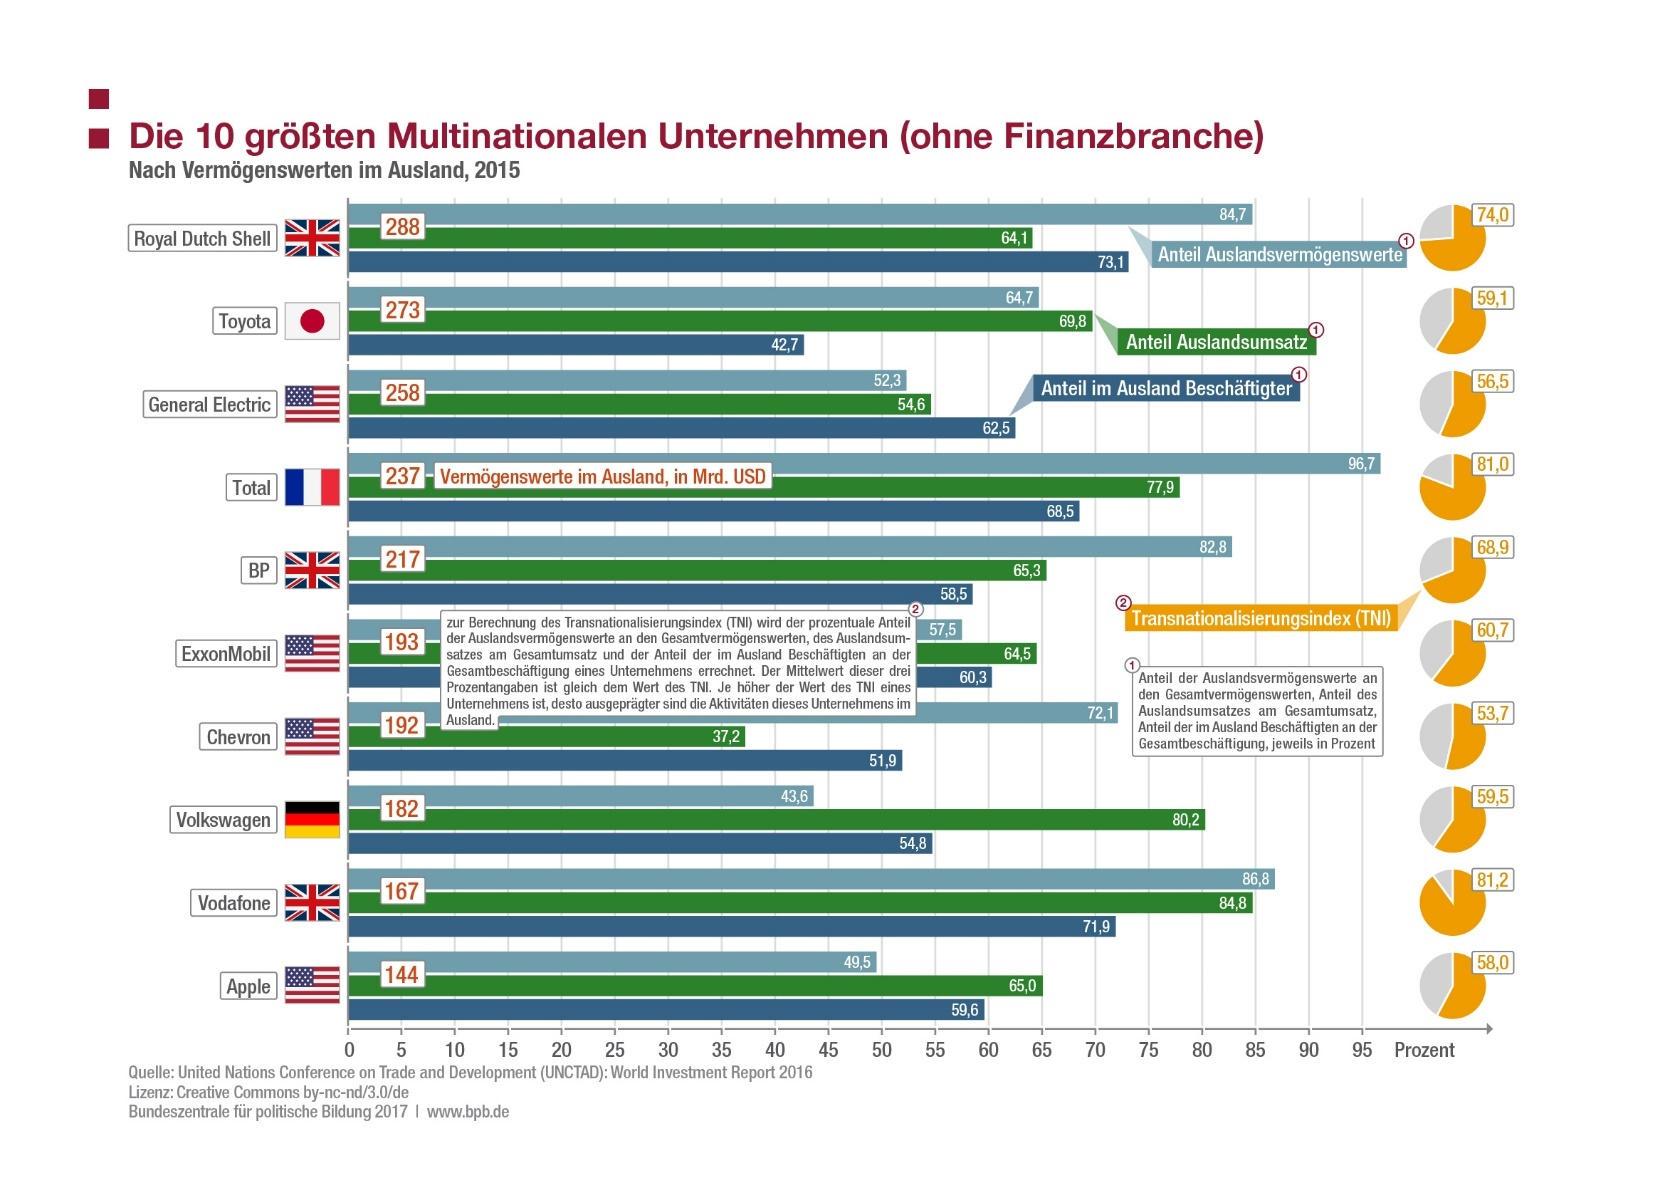 Die 10 größten Multinationalen Unternehmen (ohne Finanzbranche)
Nach Vermögenswerten im Ausland, 2015
Royal Dutch Shell
288
84,7
64,1
73,1
Anteil Auslandsvermögenswerte 1
74,0
Toyota
273
64,7
69,8
42,7
Anteil Auslandsumsatz 1
59,1
General Electric
258
52,3
54,6
62,5
Anteil im Ausland Beschäftigter 1
56,5
Total
237
Vermögenswerte im Ausland, in Mrd. USD
96,7
77,9
68,5
81,0
BP
217
82,8
65,3
58,5
68,9
2 Transnationalisierungsindex (TNI)
ExxonMobil
193
57,5
64,5
60,3
60,7
2
zur Berechnung des Transnationalisierungsindex (TNI) wird der prozentuale Anteil
der Auslandsvermögenswerte an den Gesamtvermögenswerten, des Auslandsum-
satzes am Gesamtumsatz und der Anteil der im Ausland Beschäftigten an der
Gesamtbeschäftigung eines Unternehmens errechnet. Der Mittelwert dieser drei
Prozentangaben ist gleich dem Wert des TNI. Je höher der Wert des TNI eines
Unternehmens ist, desto ausgeprägter sind die Aktivitäten dieses Unternehmens im
Ausland.
1
Anteil der Auslandsvermögenswerte an
den Gesamtvermögenswerten, Anteil des
Auslandsumsatzes am Gesamtumsatz,
Anteil der im Ausland Beschäftigten an der
Gesamtbeschäftigung, jeweils in Prozent
Chevron
192
72,1
37,2
51,9
53,7
Volkswagen
182
43,6
80,2
54,8
59,5
Vodafone
167
86,8
84,8
71,9
81,2
Apple
144
49,5
65,0
59,6
58,0
0 5 10 15 20 25 30 35 40 45 50 55 60 65 70 75 80 85 90 95 Prozent
Quelle: United Nations Conference on Trade and Development (UNCTAD): World Investment Report 2016
Lizenz: Creative Commons by-nc-nd/3.0/de
Bundeszentrale für politische Bildung 2017 | www.bpb.de